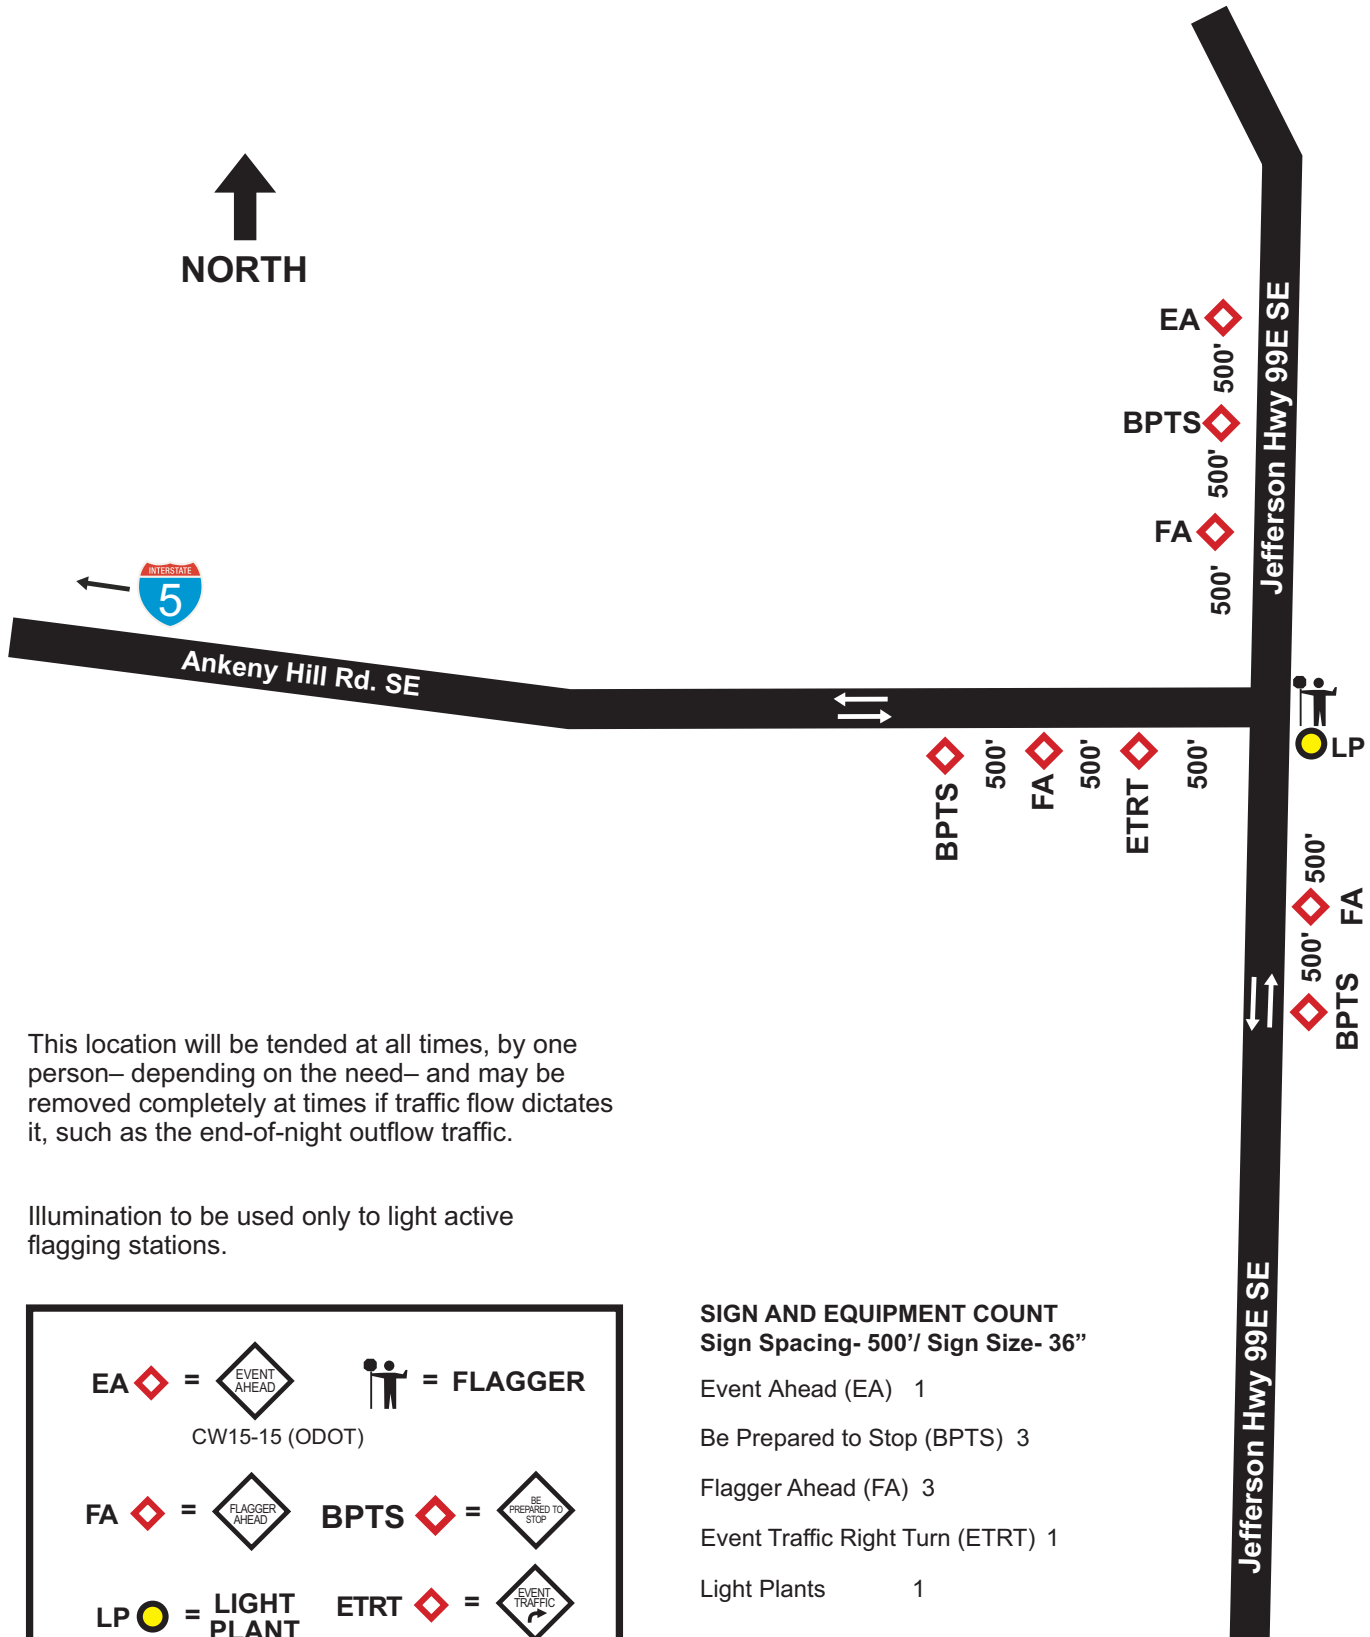 NORTH
EA
500'
BPTS
500'
FA
500'
Jefferson Hwy 99E SE
INTERSTATE
5
Ankeny Hill Rd. SE
LP
BPTS
500'
FA
500'
ETRT
500'
500'
FA
500'
BPTS
This location will be tended at all times, by one
person– depending on the need– and may be
removed completely at times if traffic flow dictates
it, such as the end-of-night outflow traffic.
Illumination to be used only to light active
flagging stations.
Jefferson Hwy 99E SE
EA = EVENT
AHEAD
= FLAGGER
CW15-15 (ODOT)
FA = FLAGGER
AHEAD
BPTS = BE
PREPARED TO
STOP
LP = LIGHT
PLANT
ETRT = EVENT
TRAFFIC
SIGN AND EQUIPMENT COUNT
Sign Spacing- 500’/ Sign Size- 36”
Event Ahead (EA) 1
Be Prepared to Stop (BPTS) 3
Flagger Ahead (FA) 3
Event Traffic Right Turn (ETRT) 1
Light Plants 1